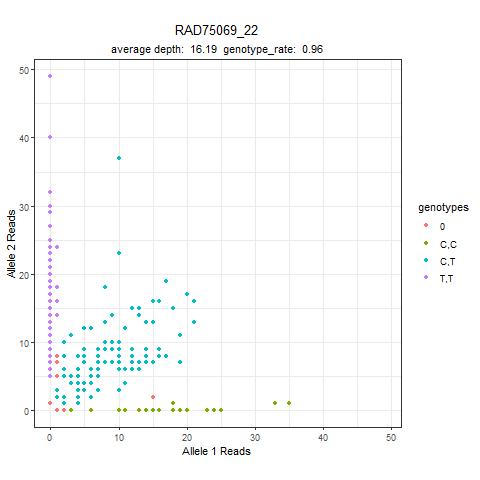 RAD75069_22
average depth: 16.19 genotype_rate: 0.96
50
40
30
20
10
0
Allele 2 Reads
0 10 20 30 40 50
Allele 1 Reads
genotypes
0
C,C
C,T
T,T